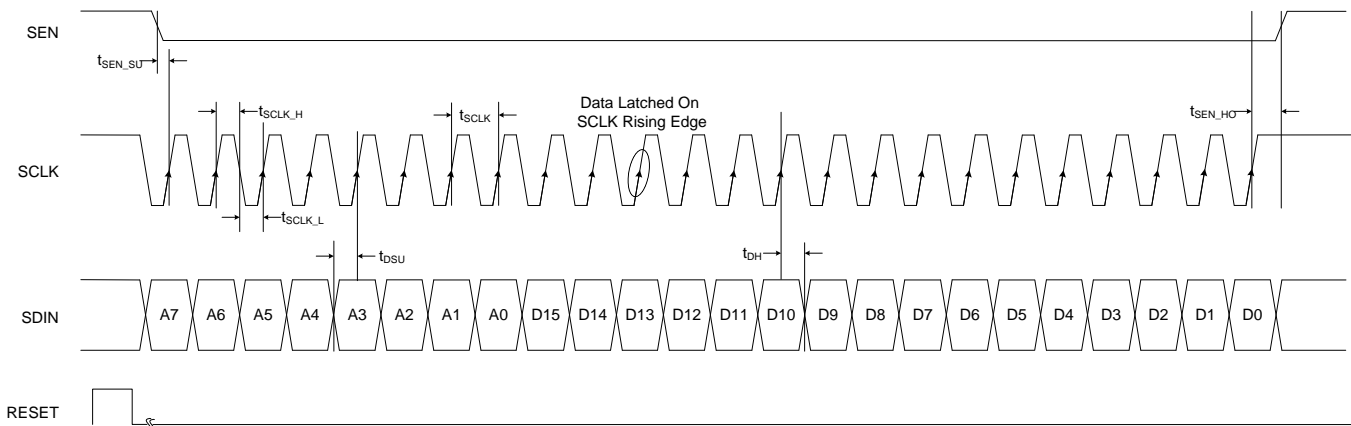 SEN
tSEN_SU
tSCLK_H
tSCLK
Data Latched On
SCLK Rising Edge
tSEN_HO
SCLK
tSCLK_L
tDSU
tDH
SDIN
A7 A6 A5 A4 A3 A2 A1 A0 D15 D14 D13 D12 D11 D10 D9 D8 D7 D6 D5 D4 D3 D2 D1 D0
RESET